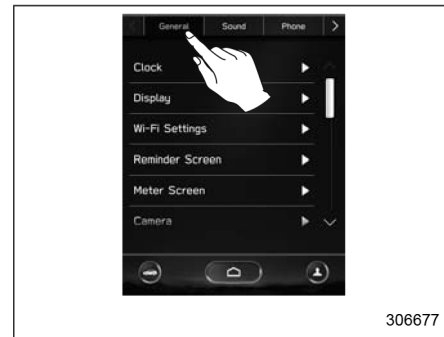 General Sound Phone
Clock
Display
Wi-Fi Settings
Reminder Screen
Meter Screen
Camera
306677